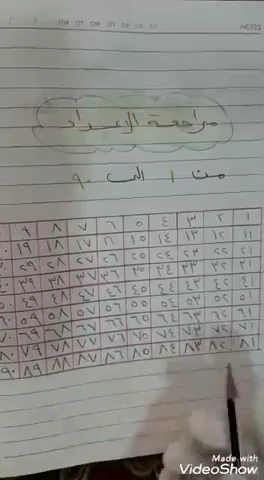 مراجعة الاعداد
من ١ الى ٩٠
١ ٢ ٣ ٤ ٥ ٦ ٧ ٨ ٩
١١ ١٢ ١٣ ١٤ ١٥ ١٦ ١٧ ١٨ ١٩
٢١ ٢٢ ٢٣ ٢٤ ٢٥ ٢٦ ٢٧ ٢٨ ٢٩
٣١ ٣٢ ٣٣ ٣٤ ٣٥ ٣٦ ٣٧ ٣٨ ٣٩
٤١ ٤٢ ٤٣ ٤٤ ٤٥ ٤٦ ٤٧ ٤٨ ٤٩
٥١ ٥٢ ٥٣ ٥٤ ٥٥ ٥٦ ٥٧ ٥٨ ٥٩
٦١ ٦٢ ٦٣ ٦٤ ٦٥ ٦٦ ٦٧ ٦٨ ٦٩
٧١ ٧٢ ٧٣ ٧٤ ٧٥ ٧٦ ٧٧ ٧٨ ٧٩ ٨٠
٨١ ٨٢ ٨٣ ٨٤ ٨٥ ٨٦ ٨٧ ٨٨ ٨٩ ٩٠
Made with
VideoShow